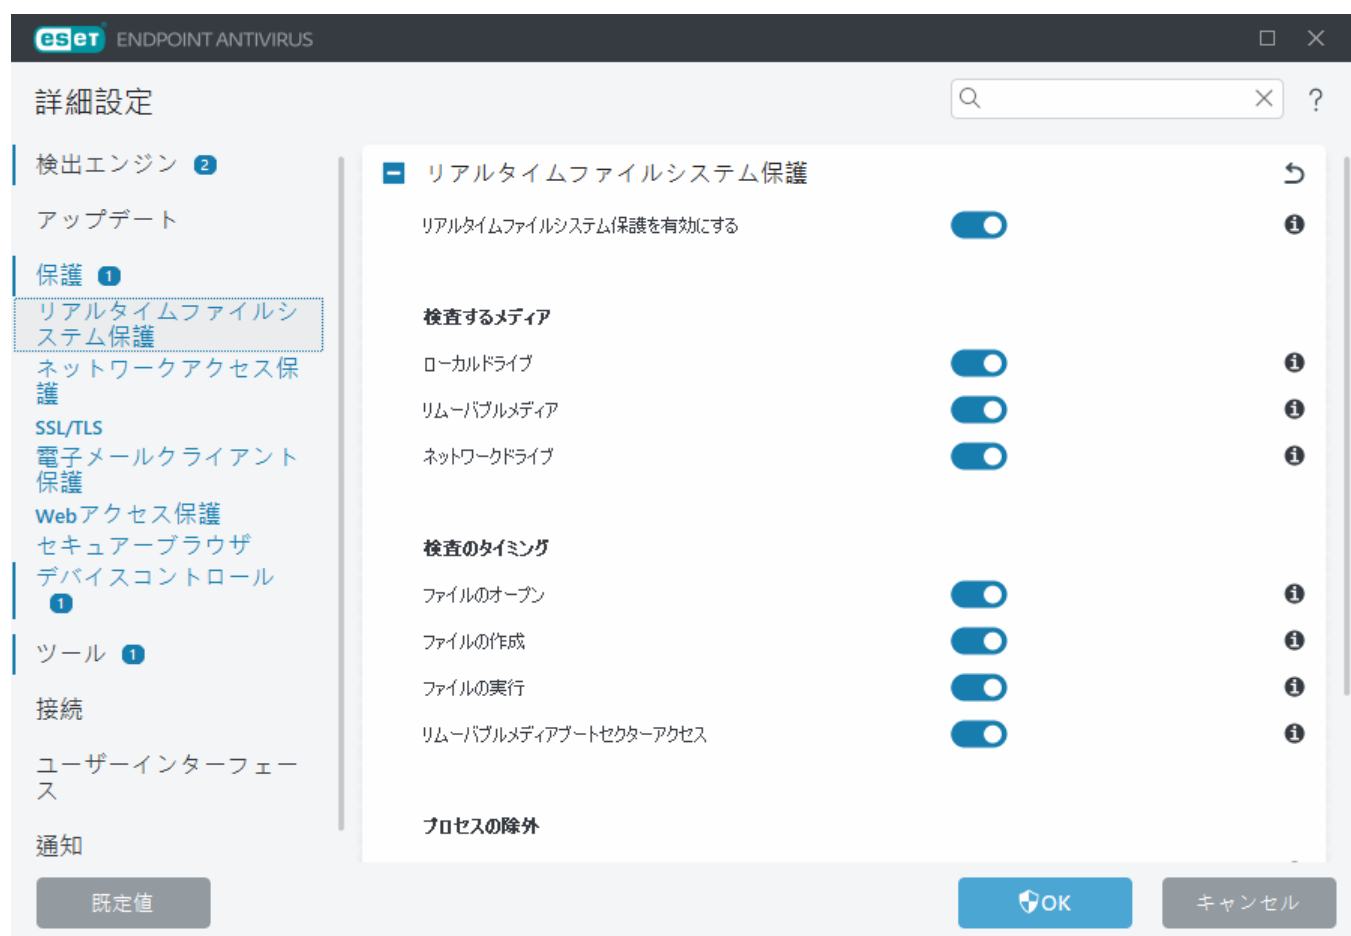 eset ENDPOINT ANTIVIRUS
詳細設定
?
検出エンジン 2
アップデート
保護 1
リアルタイムファイルシ
ステム保護
ネットワークアクセス保
護
SSL/TLS
電子メールクライアント
保護
Webアクセス保護
セキュアーブラウザ
デバイスコントロール
1
ツール 1
接続
ユーザーインターフェー
ス
通知
リアルタイムファイルシステム保護
リアルタイムファイルシステム保護を有効にする
検査するメディア
ローカルドライブ
リムーバブルメディア
ネットワークドライブ
検査のタイミング
ファイルのオープン
ファイルの作成
ファイルの実行
リムーバブルメディアブートセクターアクセス
プロセスの除外
既定値
OK
キャンセル